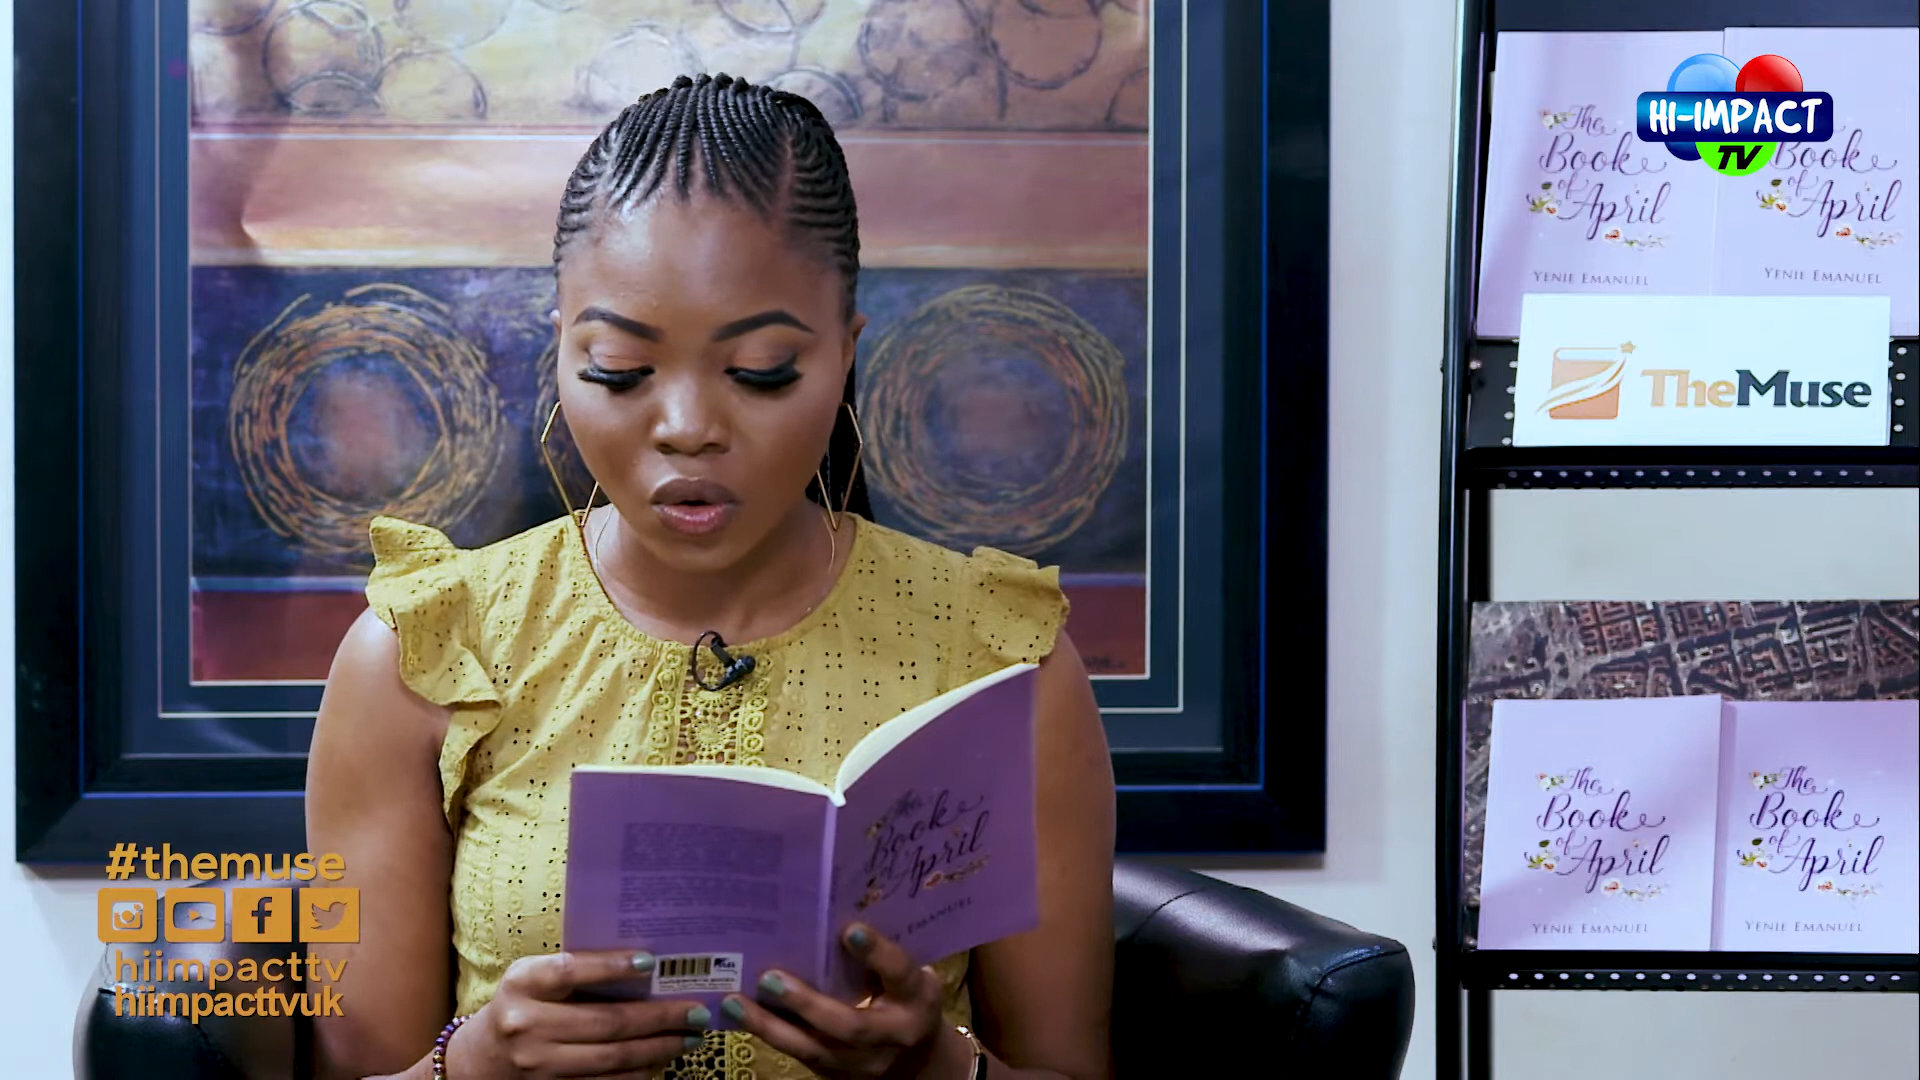 HI-IMPACT
TV
The
Book
of
April
YENIE EMANUEL
The
Book
of
April
YENIE EMANUEL
TheMuse
The
Book
of
April
YENIE EMANUEL
The
Book
of
April
YENIE EMANUEL
The
Book
of
April
EMANUEL
#themuse
hiimpacttv
hiimpacttvuk